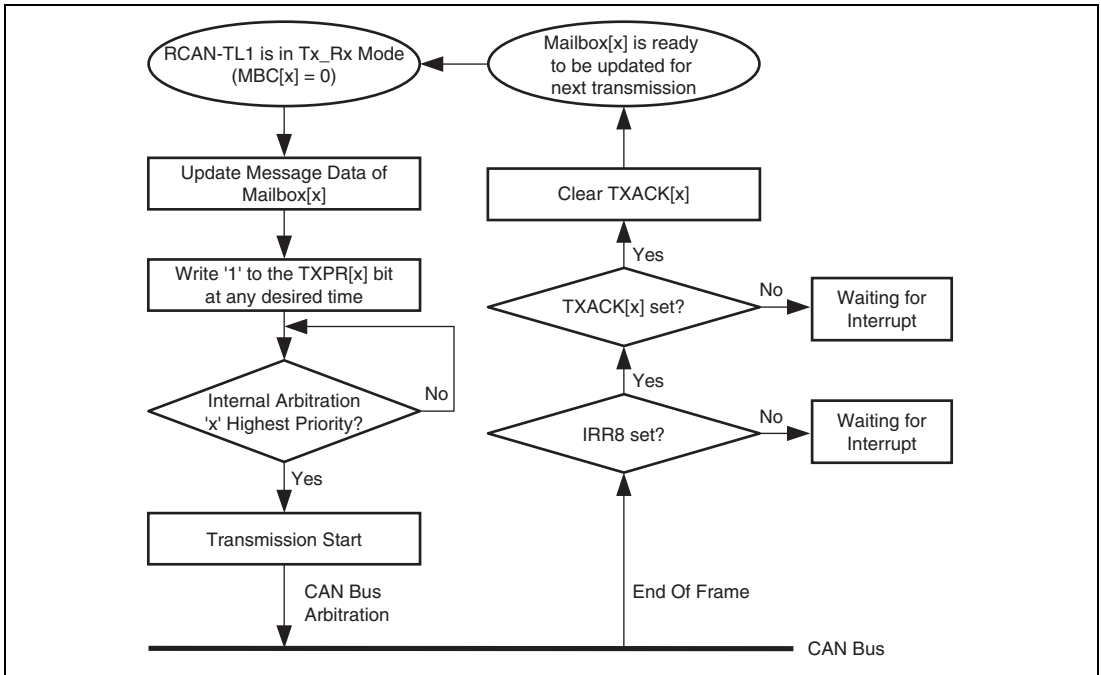 RCAN-TL1 is in Tx_Rx Mode
(MBC[x] = 0)
Update Message Data of
Mailbox[x]
Write '1' to the TXPR[x] bit
at any desired time
Internal Arbitration
'x' Highest Priority?
No
Yes
Transmission Start
CAN Bus
Arbitration
Mailbox[x] is ready
to be updated for
next transmission
Clear TXACK[x]
Yes
TXACK[x] set?
No
Waiting for
Interrupt
Yes
IRR8 set?
No
Waiting for
Interrupt
End Of Frame
CAN Bus